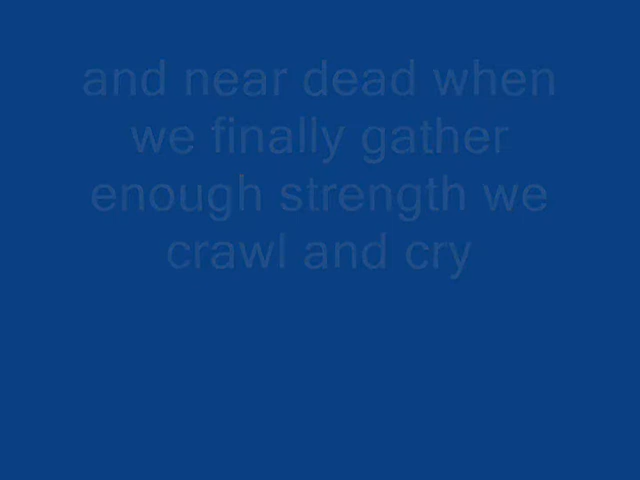 and near dead when
we finally gather
enough strength we
crawl and cry